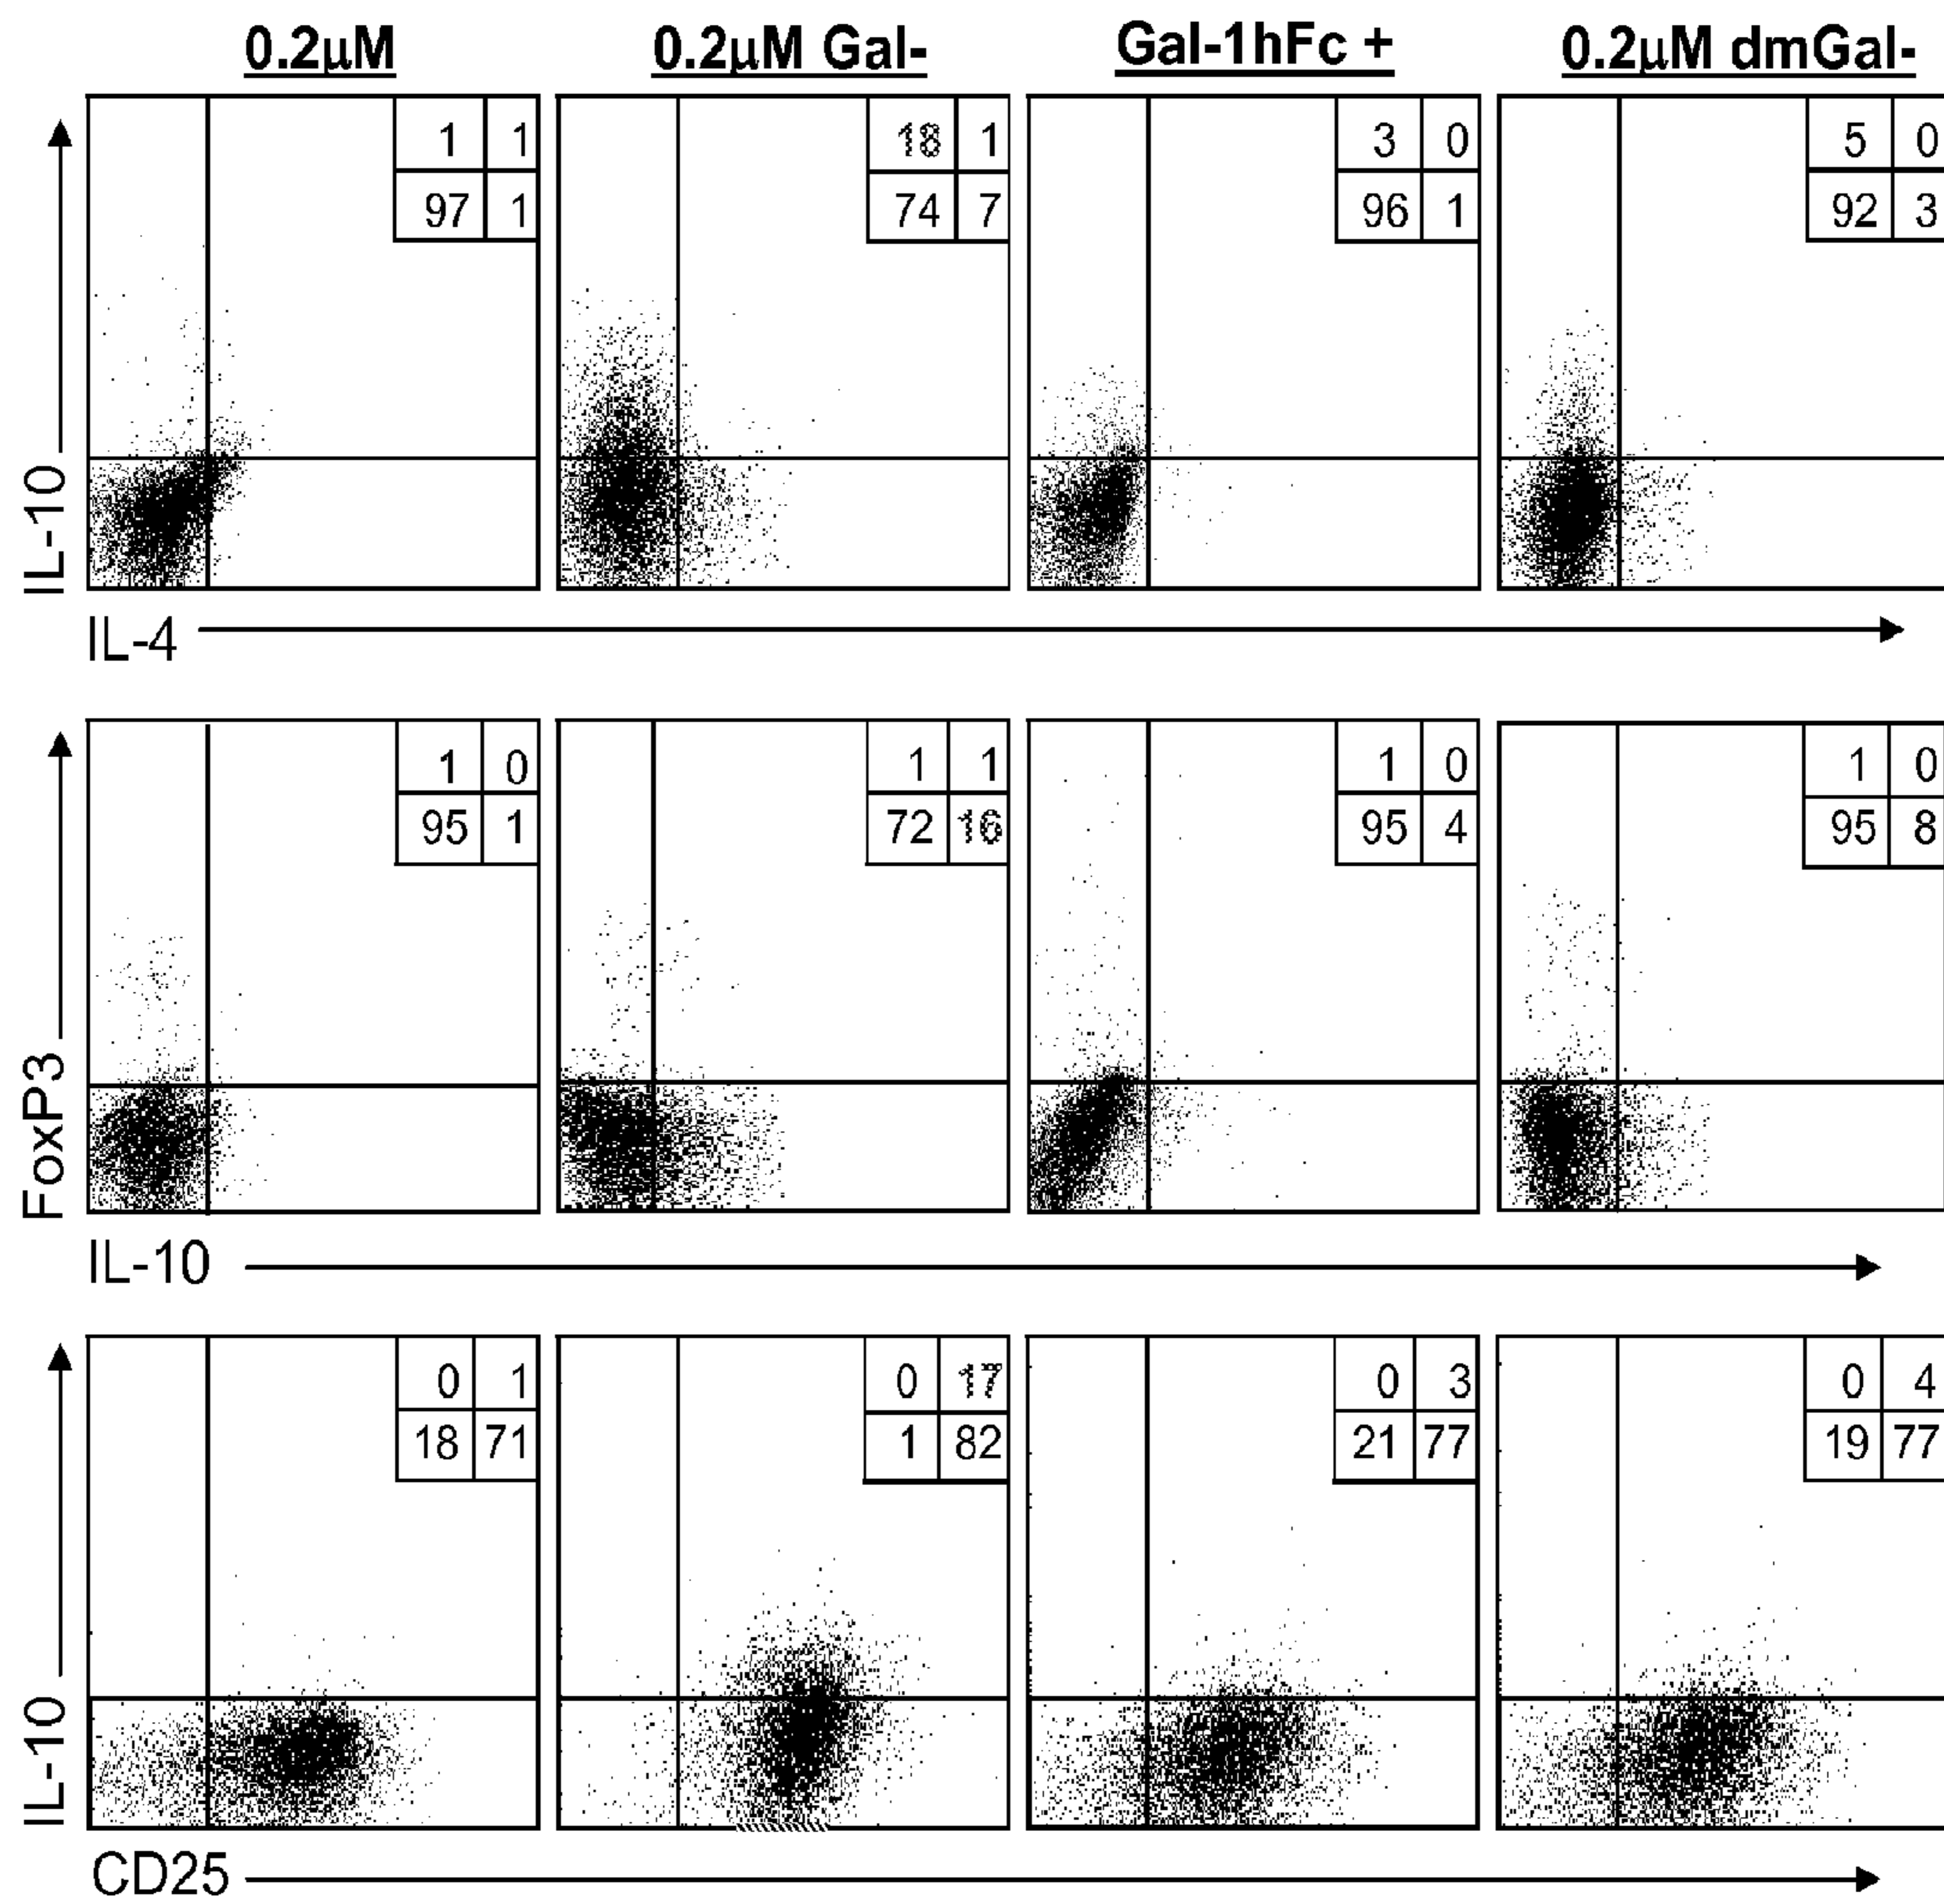 0.2µM 0.2µM Gal- Gal-1hFc + 0.2µM dmGal-
1 1 18 1 3 0 5 0
97 1 74 7 96 1 92 3
IL-10
IL-4
1 0 1 1 1 0 1 0
95 1 72 16 95 4 95 8
FoxP3
IL-10
0 1 0 17 0 3 0 4
18 71 1 82 21 77 19 77
IL-10
CD25